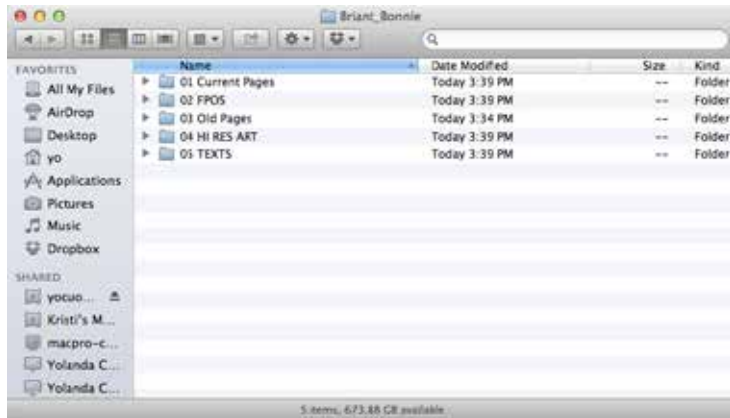 Briant_Bonnie
FAVORITES
All My Files
AirDrop
Desktop
yo
Applications
Pictures
Music
Dropbox
SHARED
yocuo...
Kristi's M...
macpro-c...
Yolanda C...
Yolanda C...
Name Date Modified Size Kind
01 Current Pages Today 3:39 PM -- Folder
02 FPOS Today 3:39 PM -- Folder
03 Old Pages Today 3:34 PM -- Folder
04 HI RES ART Today 3:39 PM -- Folder
05 TEXTS Today 3:39 PM -- Folder
5 items, 673.88 GB available